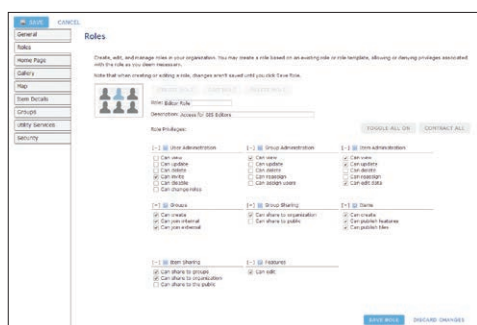 SAVE CANCEL
General
Roles
Home Page
Gallery
Map
Item Details
Groups
Utility Services
Security
Roles
Create, edit, and manage roles in your organization. You may create a role based on an existing role or role template, allowing or denying privileges associated
with the role as you deem necessary.
Note that when creating or editing a role, changes aren't saved until you click Save Role.
CREATE ROLE EDIT ROLE DELETE ROLE
Role: Editor Role
Description: Access for GIS Editors
Role Privileges:
TOGGLE ALL ON CONTRACT ALL
[-] User Administration
Can view
Can update
Can delete
Can invite
Can disable
Can change roles
[-] Group Administration
Can view
Can update
Can delete
Can reassign
Can assign users
[-] Item Administration
Can view
Can update
Can delete
Can reassign
Can edit data
[-] Groups
Can create
Can join internal
Can join external
[-] Group Sharing
Can share to organization
Can share to public
[-] Items
Can create
Can publish features
Can publish tiles
[-] Item Sharing
Can share to groups
Can share to organization
Can share to the public
[-] Features
Can edit
SAVE ROLE DISCARD CHANGES